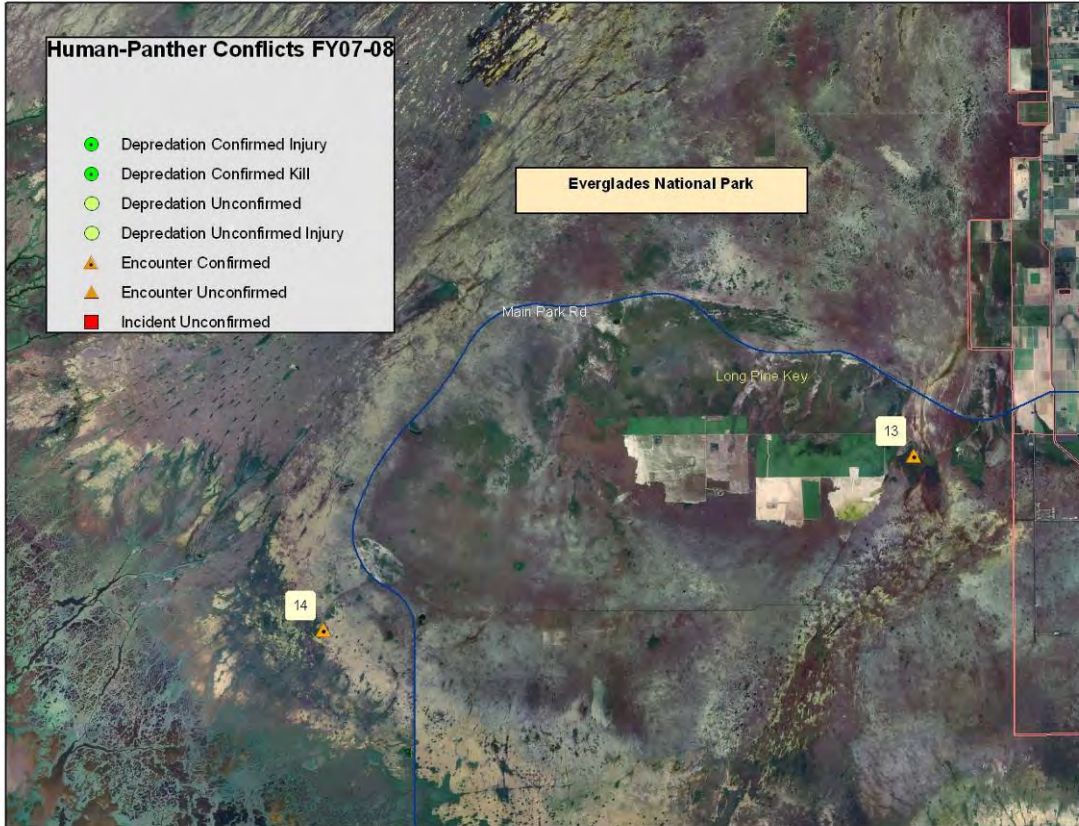 Human-Panther Conflicts FY07-08
Depredation Confirmed Injury
Depredation Confirmed Kill
Depredation Unconfirmed
Depredation Unconfirmed Injury
Encounter Confirmed
Encounter Unconfirmed
Incident Unconfirmed
Everglades National Park
Main Park Rd
Long Pine Key
13
14